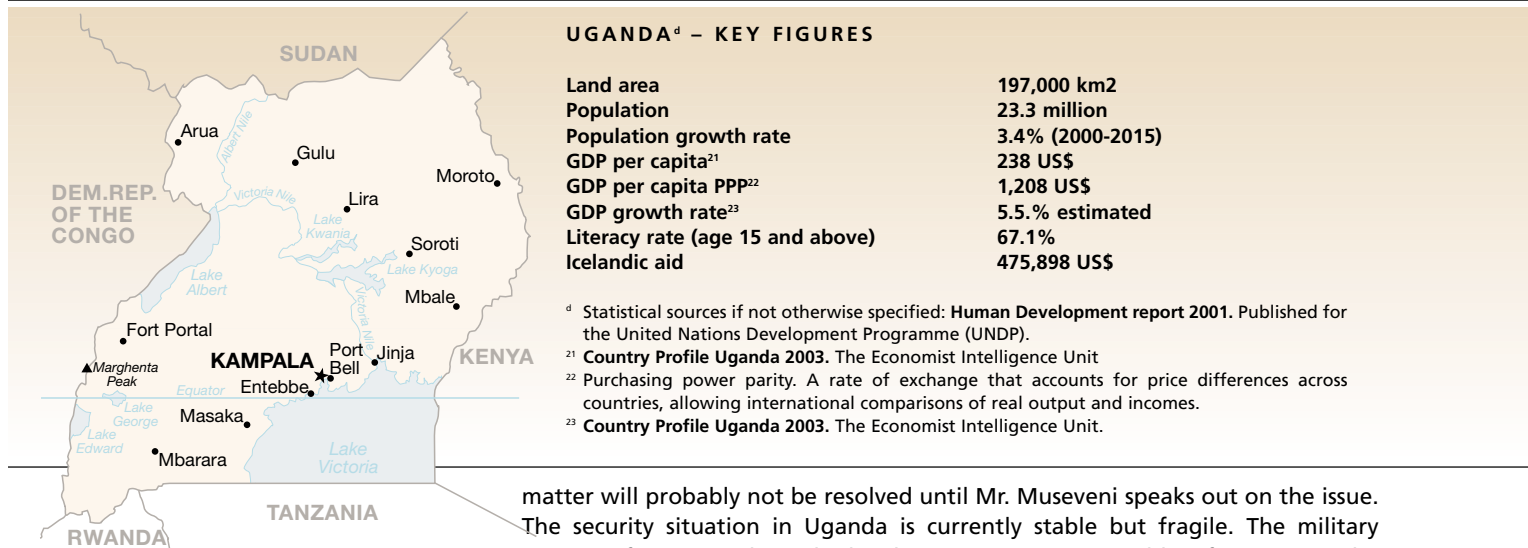 SUDAN
Arua
Albert Nile
Gulu
Moroto
DEM.REP.
OF THE
CONGO
Victoria Nile
Lira
Lake
Kwania
Soroti
Lake Kyoga
Lake
Albert
Mbale
Victoria Nile
Fort Portal
KAMPALA
Port
Bell
Jinja
KENYA
Marghenta
Peak
Equator
Entebbe
Lake
George
Masaka
Lake
Edward
Mbarara
Lake
Victoria
TANZANIA
RWANDA
UGANDAᵈ – KEY FIGURES
Land area 197,000 km2
Population 23.3 million
Population growth rate 3.4% (2000-2015)
GDP per capita²¹ 238 US$
GDP per capita PPP²² 1,208 US$
GDP growth rate²³ 5.5.% estimated
Literacy rate (age 15 and above) 67.1%
Icelandic aid 475,898 US$
ᵈ Statistical sources if not otherwise specified: Human Development report 2001. Published for
the United Nations Development Programme (UNDP).
²¹ Country Profile Uganda 2003. The Economist Intelligence Unit
²² Purchasing power parity. A rate of exchange that accounts for price differences across
countries, allowing international comparisons of real output and incomes.
²³ Country Profile Uganda 2003. The Economist Intelligence Unit.
matter will probably not be resolved until Mr. Museveni speaks out on the issue.
The security situation in Uganda is currently stable but fragile. The military